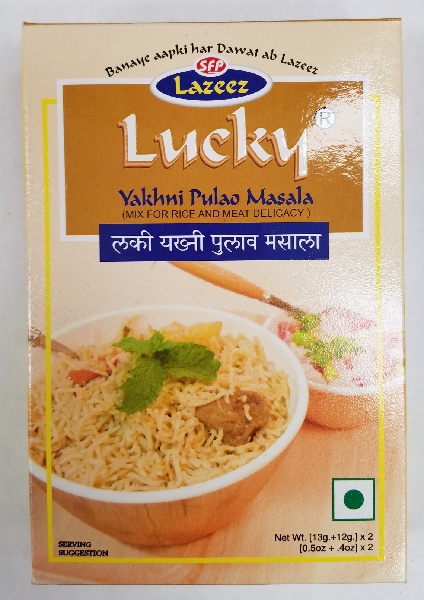 Banaye aapki har Dawat ab Lazeez
SFP
Lazeez
Lucky®
Yakhni Pulao Masala
(MIX FOR RICE AND MEAT DELICACY)
लकी यख्नी पुलाव मसाला
SERVING
SUGGESTION
Net Wt. [13g.+12g.] x 2
[0.5oz + .4oz] x 2